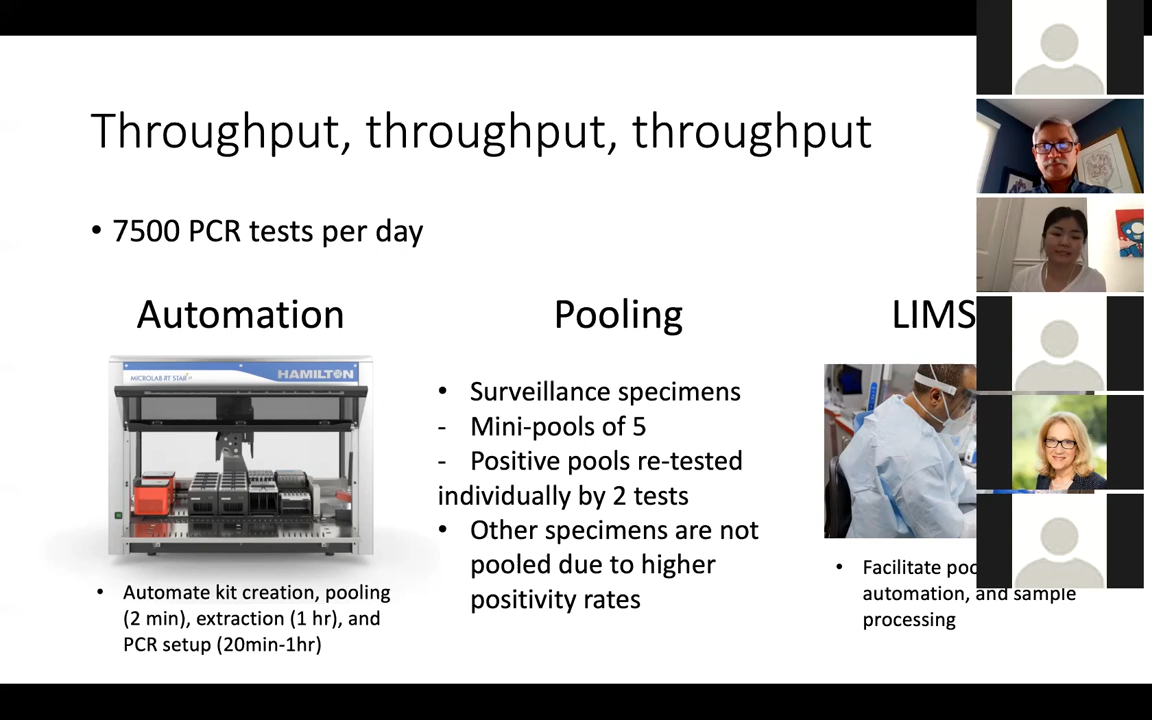 Throughput, throughput, throughput
• 7500 PCR tests per day
Automation
MICROLAB RT STAR
HAMILTON
• Automate kit creation, pooling
(2 min), extraction (1 hr), and
PCR setup (20min-1hr)
Pooling
• Surveillance specimens
- Mini-pools of 5
- Positive pools re-tested
individually by 2 tests
• Other specimens are not
pooled due to higher
positivity rates
LIMS
• Facilitate
automation, and sample
processing